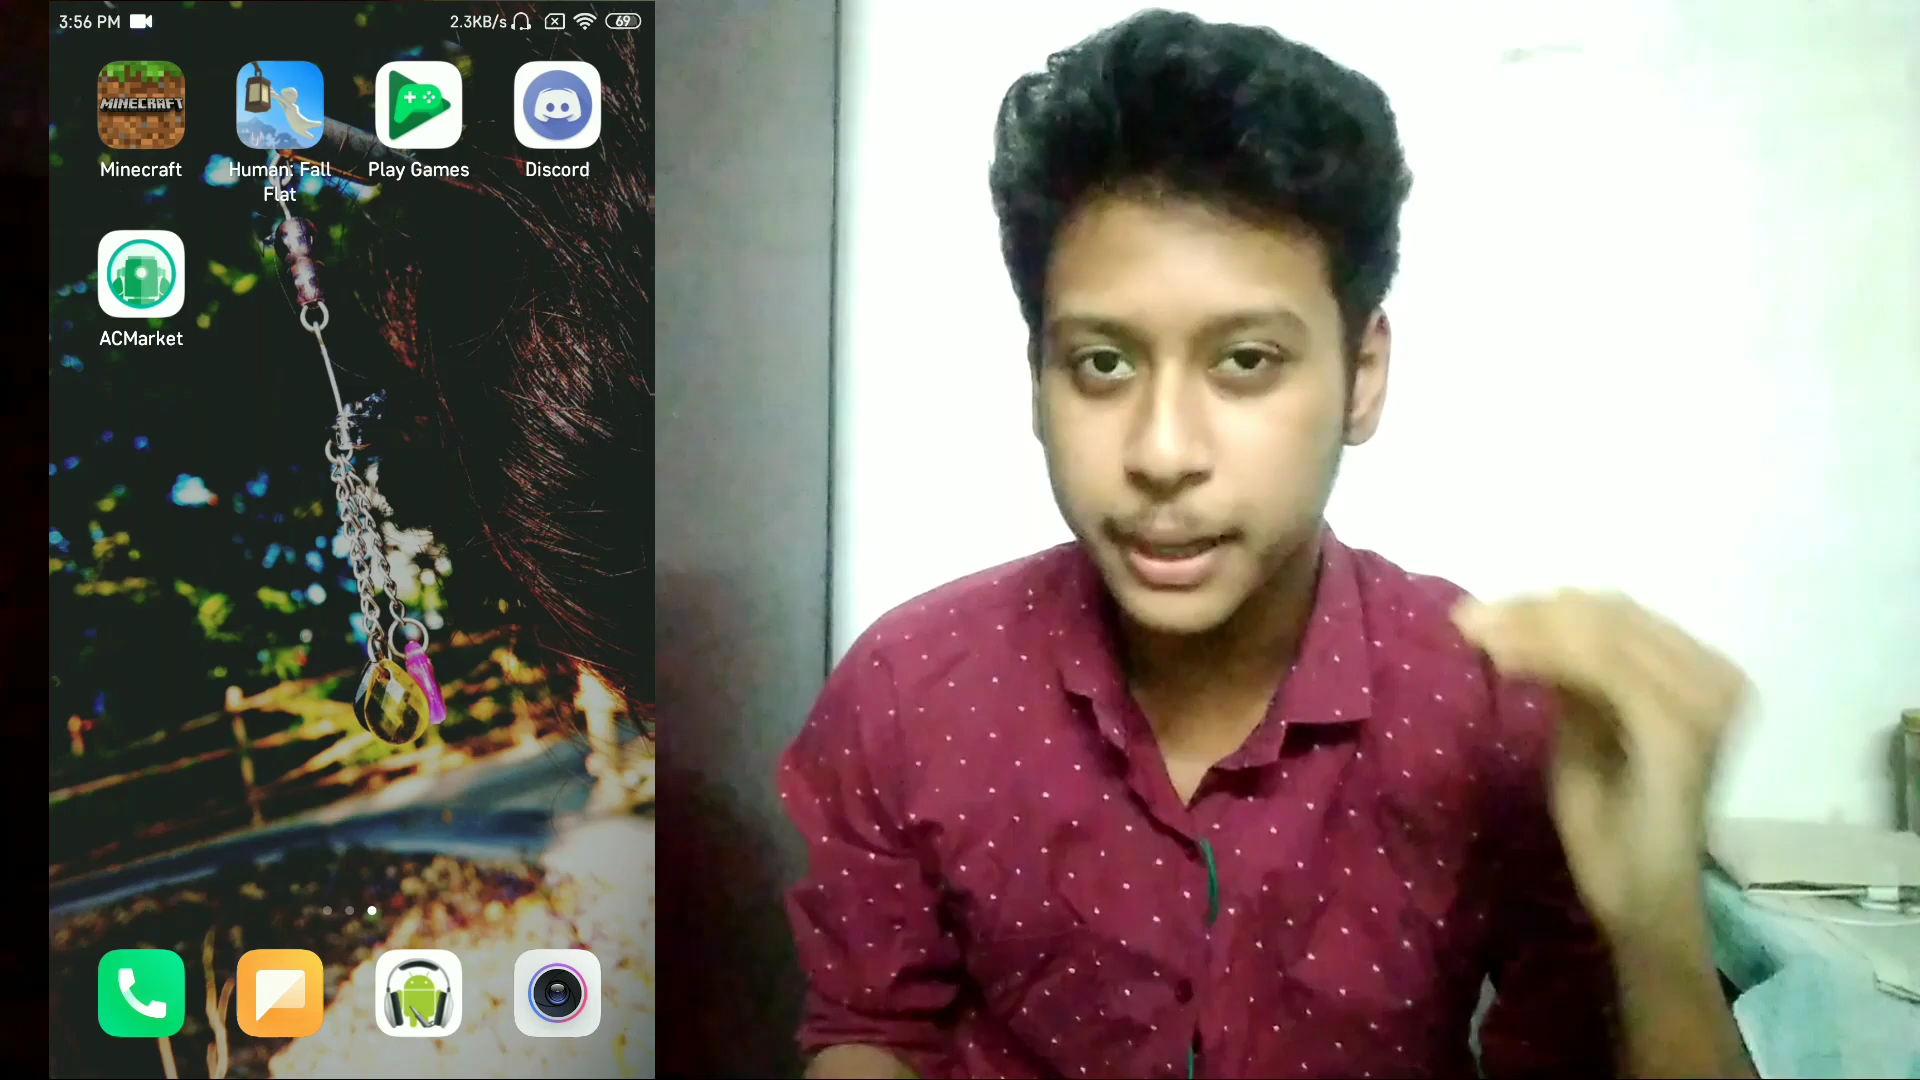 3:56 PM
2.3KB/s
69
MINECRAFT
Minecraft
Human: Fall
Flat
Play Games
Discord
ACMarket